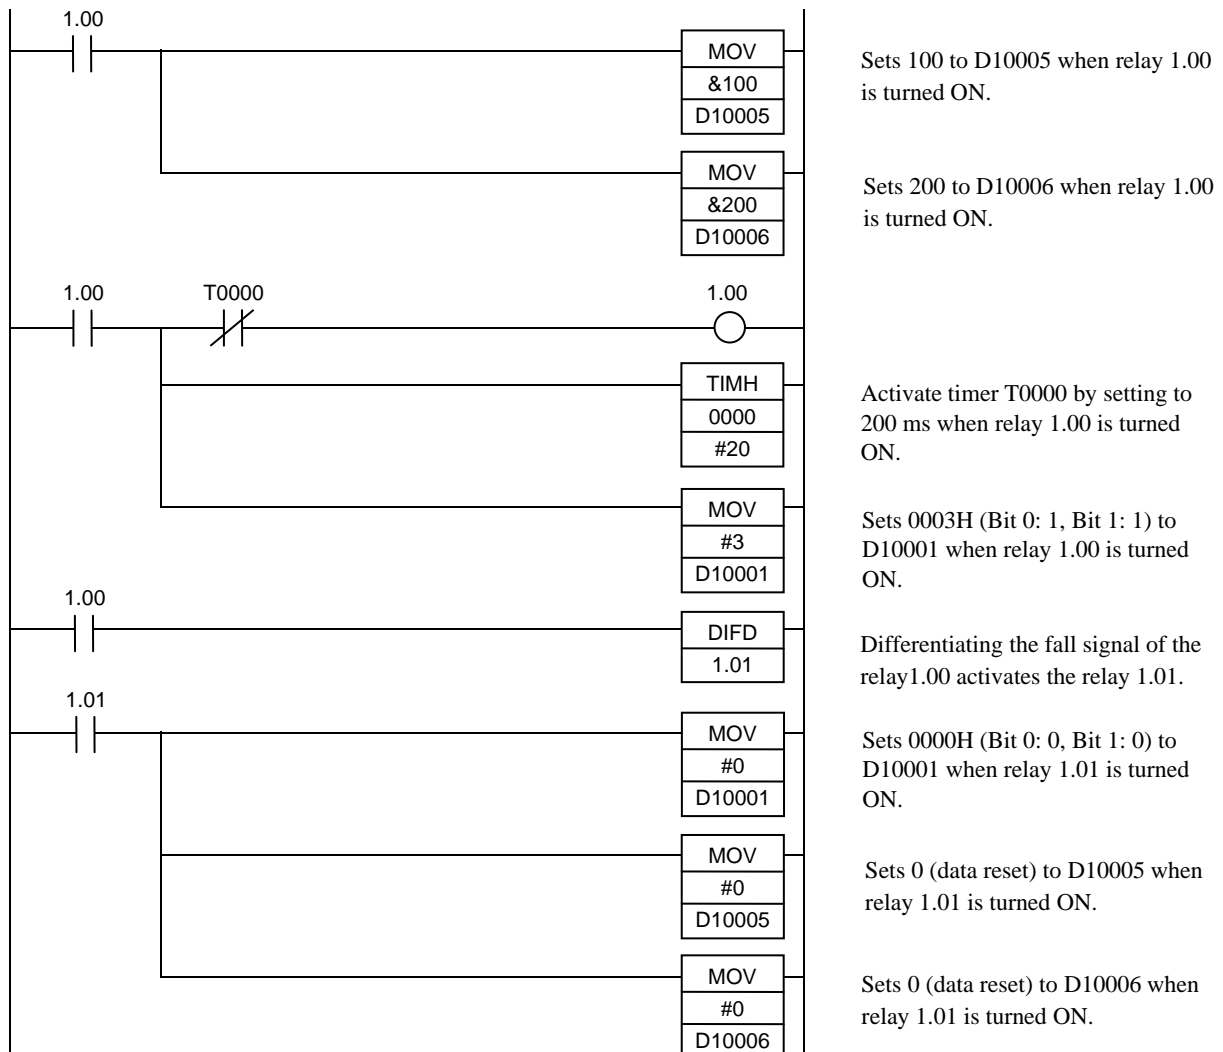 1.00
MOV
&100
D10005
Sets 100 to D10005 when relay 1.00
is turned ON.
MOV
&200
D10006
Sets 200 to D10006 when relay 1.00
is turned ON.
1.00
T0000
1.00
TIMH
0000
#20
Activate timer T0000 by setting to
200 ms when relay 1.00 is turned
ON.
MOV
#3
D10001
Sets 0003H (Bit 0: 1, Bit 1: 1) to
D10001 when relay 1.00 is turned
ON.
1.00
DIFD
1.01
Differentiating the fall signal of the
relay1.00 activates the relay 1.01.
1.01
MOV
#0
D10001
Sets 0000H (Bit 0: 0, Bit 1: 0) to
D10001 when relay 1.01 is turned
ON.
MOV
#0
D10005
Sets 0 (data reset) to D10005 when
relay 1.01 is turned ON.
MOV
#0
D10006
Sets 0 (data reset) to D10006 when
relay 1.01 is turned ON.